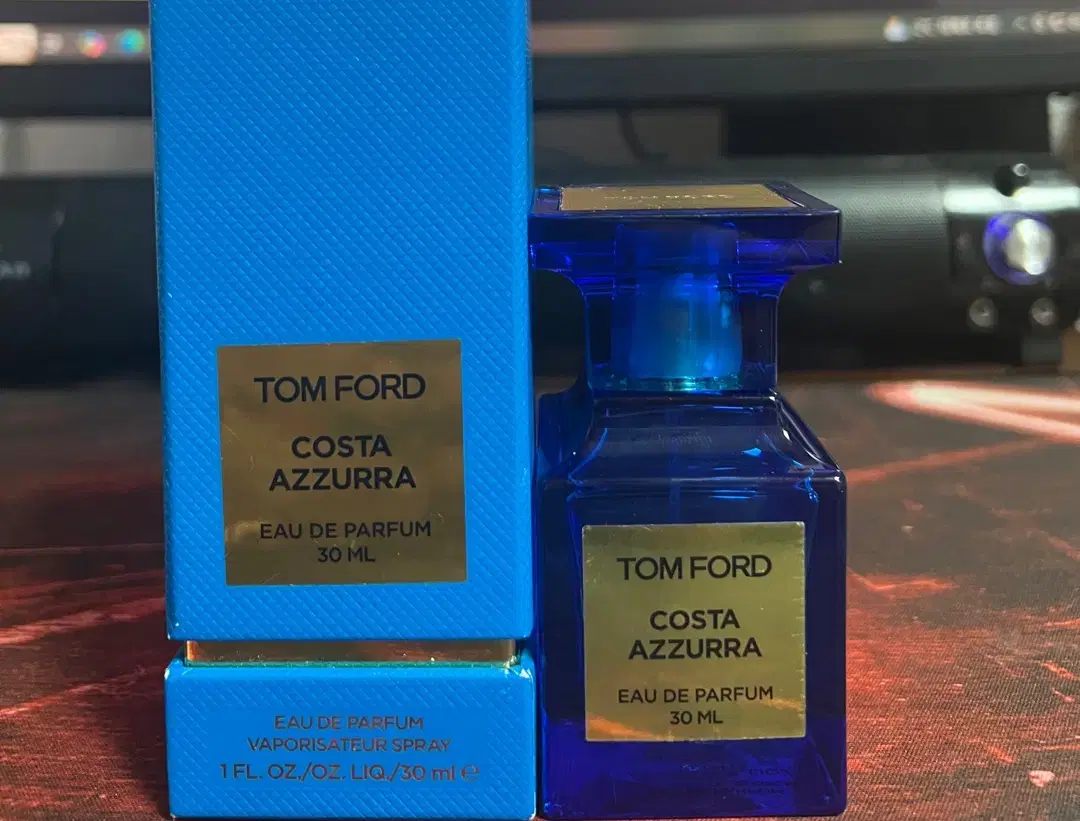 TOM FORD
COSTA
AZZURRA
EAU DE PARFUM
30 ML
EAU DE PARFUM
VAPORISATEUR SPRAY
1 FL. OZ./OZ. LIQ./30 ml ℮
TOM FORD
COSTA
AZZURRA
EAU DE PARFUM
30 ML